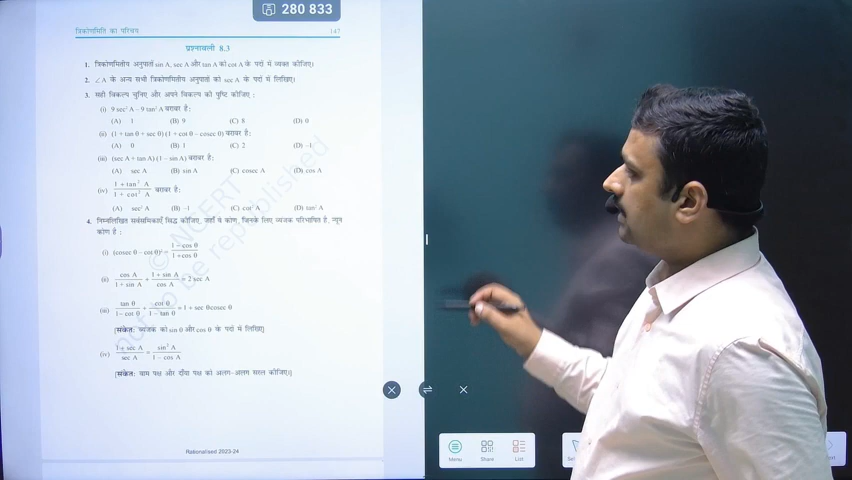 280 833
त्रिकोणमिति का परिचय 147
प्रश्नावली 8.3
1. त्रिकोणमितीय अनुपातों sin A, sec A और tan A को cot A के पदों में व्यक्त कीजिए।
2. ∠A के अन्य सभी त्रिकोणमितीय अनुपातों को sec A के पदों में लिखिए।
3. सही विकल्प चुनिए और अपने विकल्प की पुष्टि कीजिए :
(i) 9 sec² A – 9 tan² A बराबर है:
(A) 1 (B) 9 (C) 8 (D) 0
(ii) (1 + tan θ + sec θ) (1 + cot θ – cosec θ) बराबर है:
(A) 0 (B) 1 (C) 2 (D) –1
(iii) (sec A + tan A) (1 – sin A) बराबर है:
(A) sec A (B) sin A (C) cosec A (D) cos A
(iv) (1 + tan² A)/(1 + cot² A) बराबर है:
(A) sec² A (B) –1 (C) cot² A (D) tan² A
4. निम्नलिखित सर्वसमिकाएँ सिद्ध कीजिए, जहाँ वे कोण, जिनके लिए व्यंजक परिभाषित है, न्यून
कोण है :
(i) (cosec θ – cot θ)² = (1 – cos θ)/(1 + cos θ)
(ii) cos A/(1 + sin A) + (1 + sin A)/cos A = 2 sec A
(iii) tan θ/(1 – cot θ) + cot θ/(1 – tan θ) = 1 + sec θ cosec θ
[संकेत: व्यंजक को sin θ और cos θ के पदों में लिखिए]
(iv) (1 + sec A)/sec A = sin² A/(1 – cos A)
[संकेत: वाम पक्ष और दाँया पक्ष को अलग-अलग सरल कीजिए।]
© NCERT
not to be republished
Rationalised 2023-24
Menu Share List